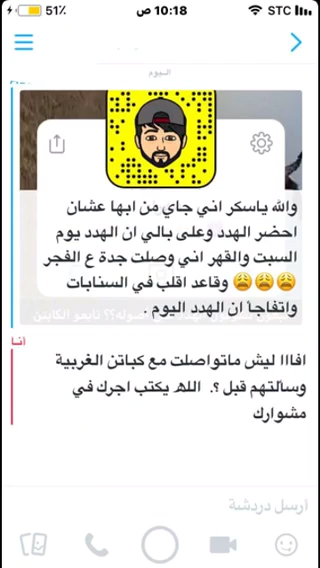 51٪ 10:18 ص STC
اليوم
والله ياسكر اني جاي من ابها عشان
احضر الهدد وعلى بالي ان الهدد يوم
السبت والقهر اني وصلت جدة ع الفجر
😩😩😩 وقاعد اقلب في السنابات
واتفاجأ ان الهدد اليوم .
أنا
افااا ليش ماتواصلت مع كباتن الغربية
وسألتهم قبل ؟. الله يكتب اجرك في
مشوارك
أرسل دردشة